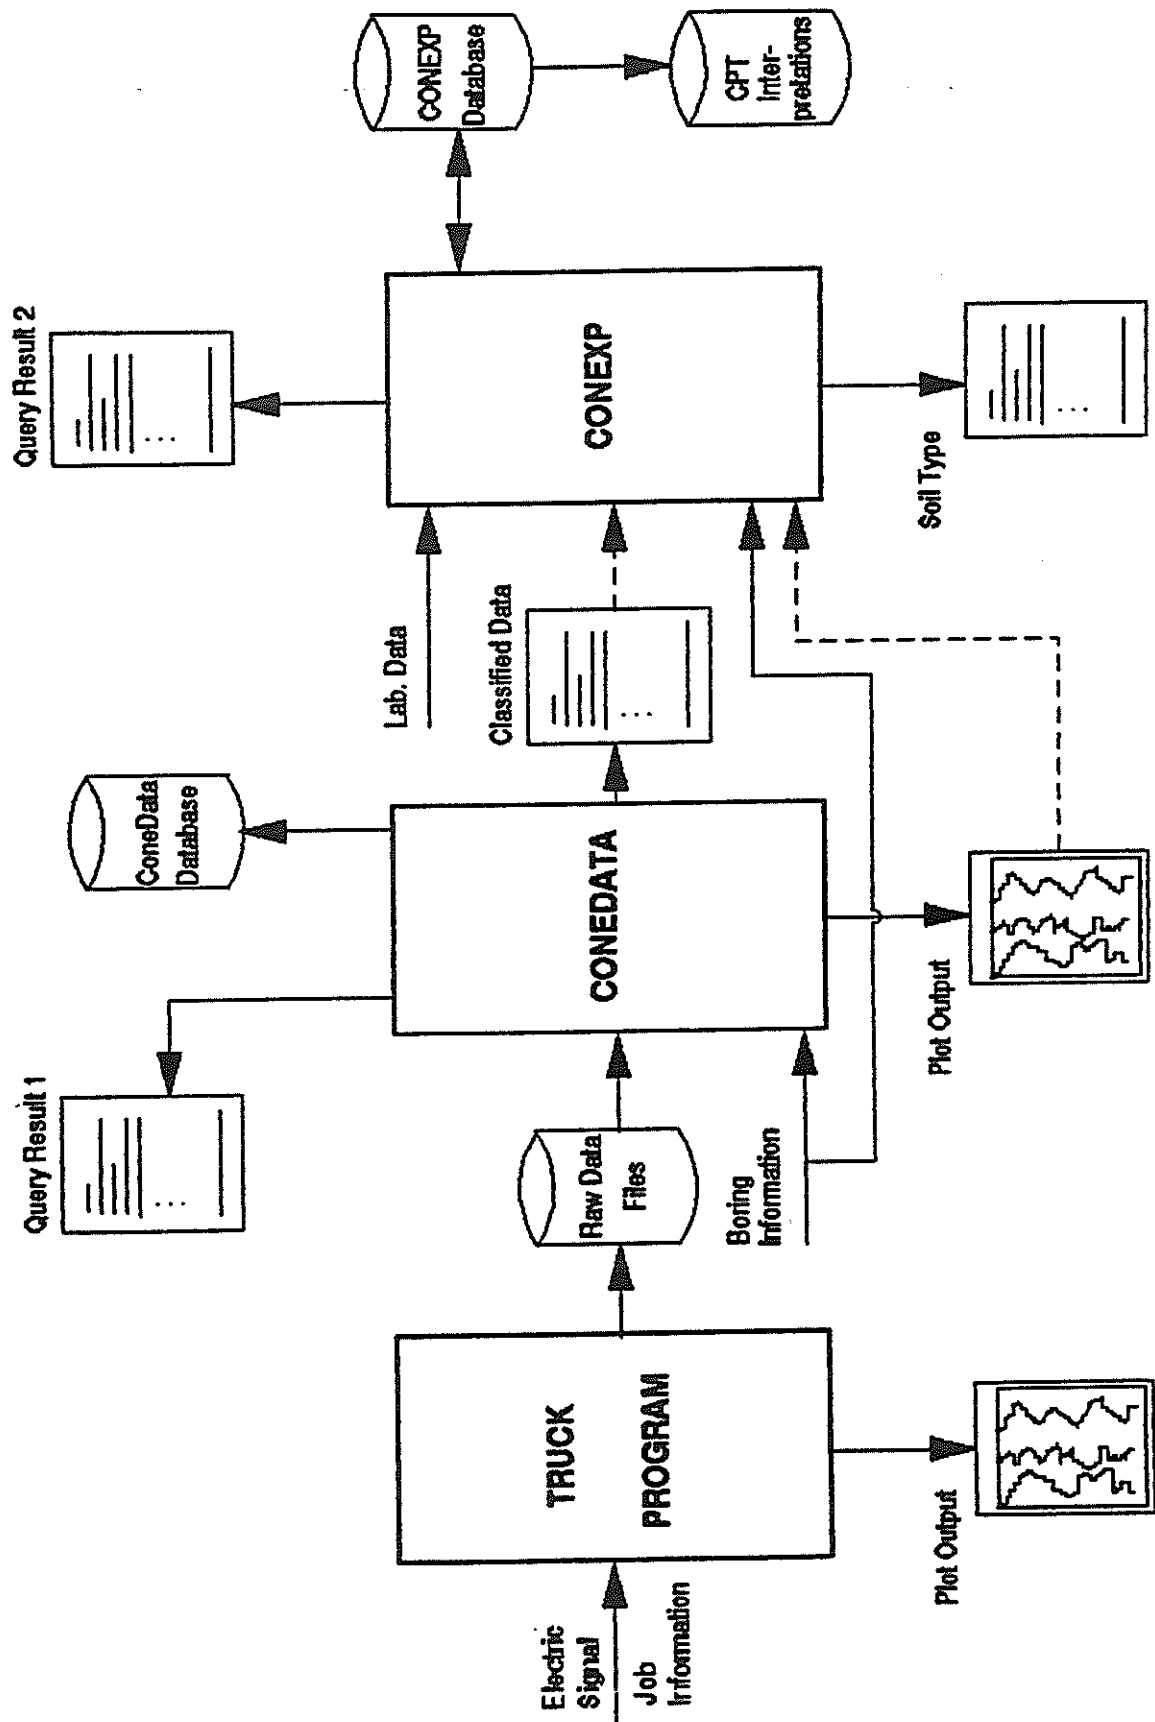 Electric
Signal
Job
Information
TRUCK
PROGRAM
Plot Output
Raw Data
Files
Boring
Information
Query Result 1
CONEDATA
ConeData
Database
Plot Output
Classified Data
Lab. Data
Query Result 2
CONEXP
Soil Type
CONEXP
Database
CPT
Inter-
pretations